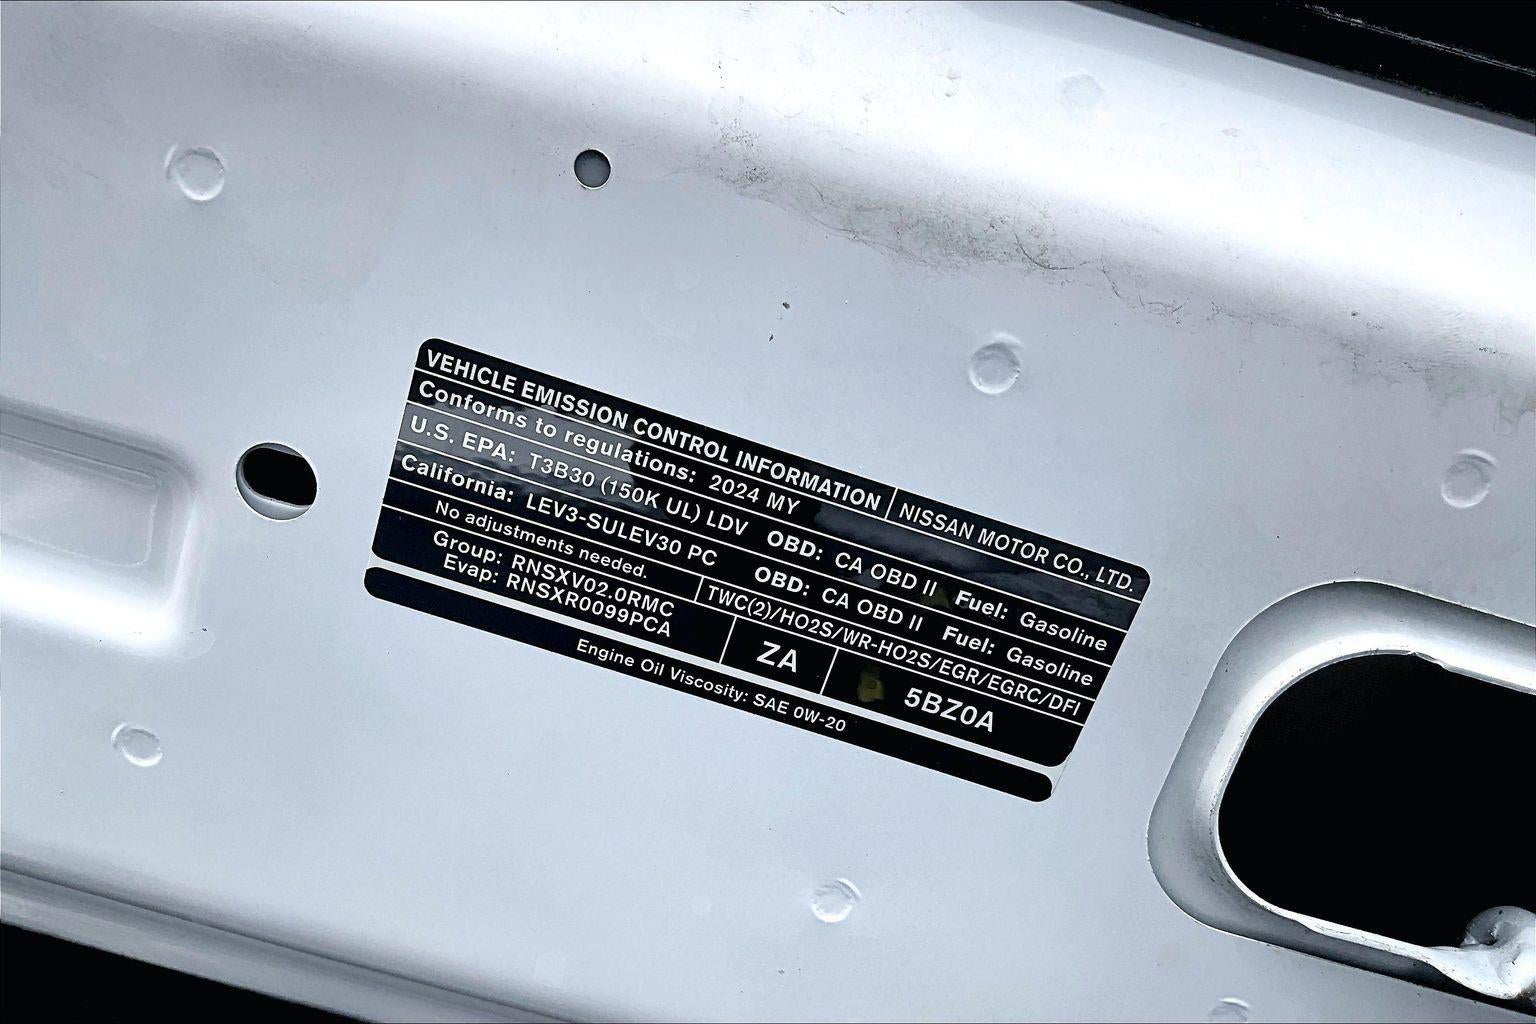 VEHICLE EMISSION CONTROL INFORMATION NISSAN MOTOR CO., LTD.
Conforms to regulations: 2024 MY
U.S. EPA: T3B30 (150K UL) LDV OBD: CA OBD II Fuel: Gasoline
California: LEV3-SULEV30 PC OBD: CA OBD II Fuel: Gasoline
No adjustments needed. TWC(2)/HO2S/WR-HO2S/EGR/EGRC/DFI
Group: RNSXV02.0RMC
Evap: RNSXR0099PCA
ZA
5BZ0A
Engine Oil Viscosity: SAE 0W-20